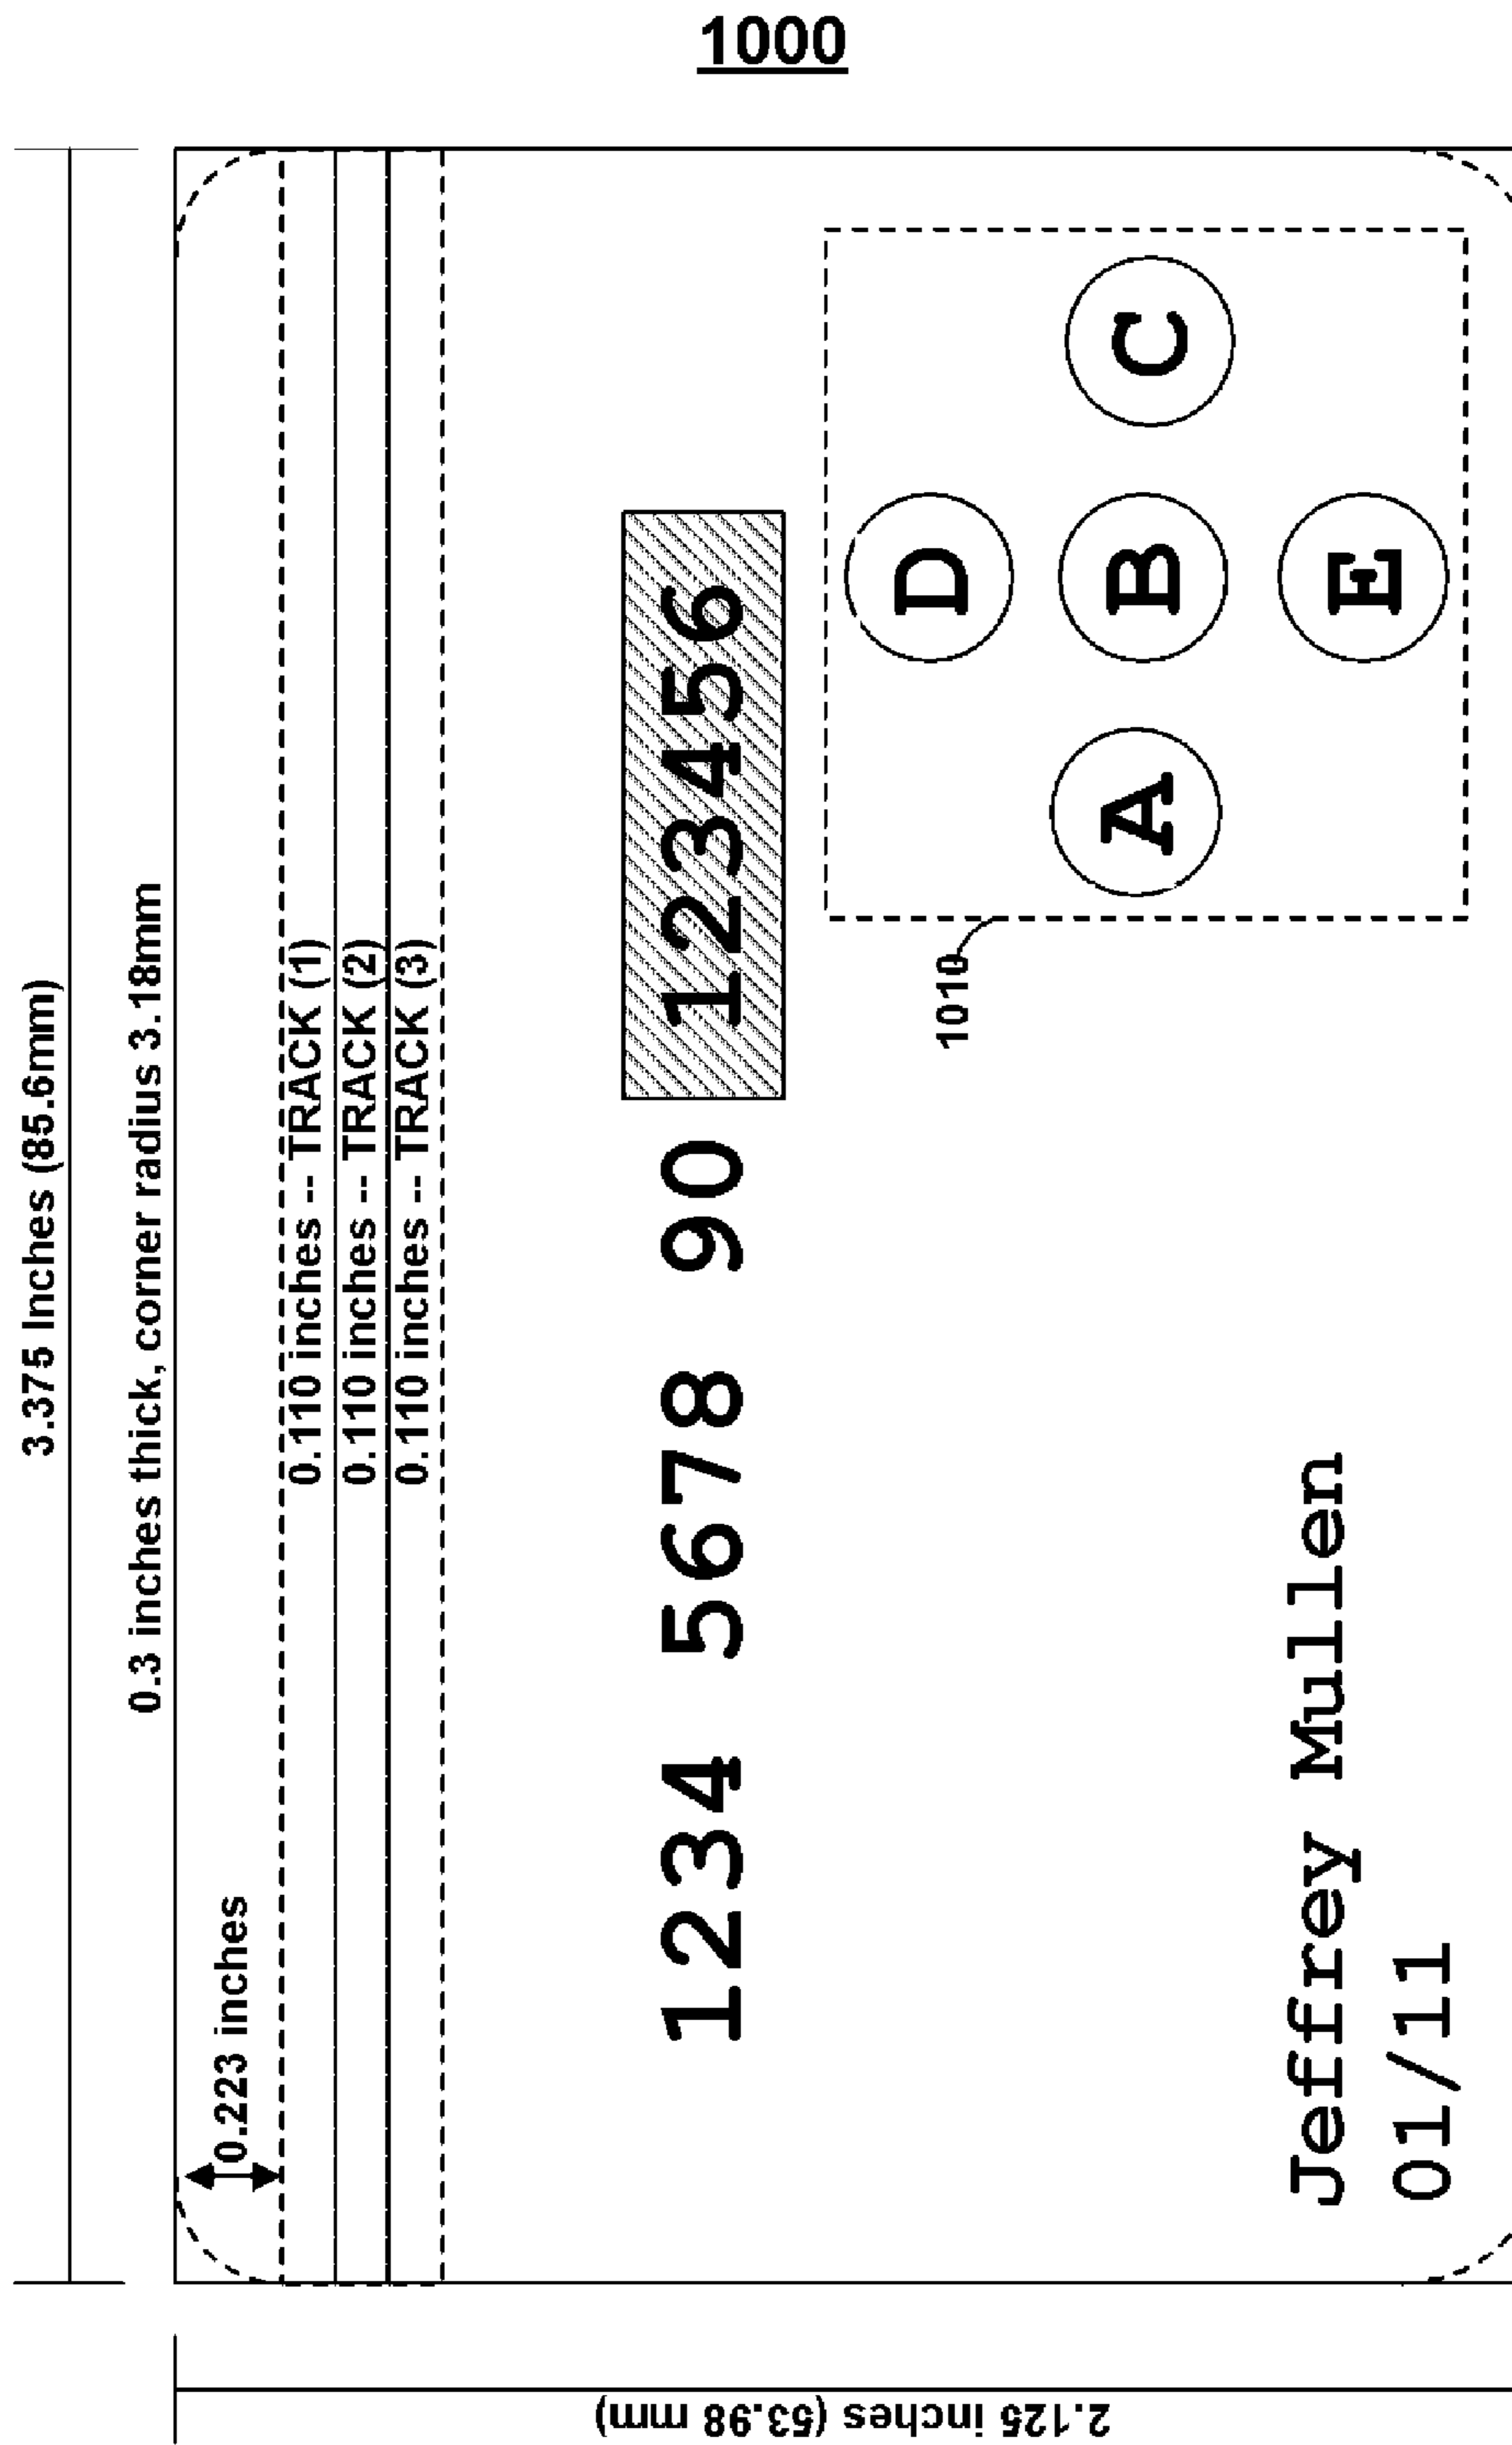 1000
3.375 Inches (85.6mm)
0.3 inches thick, corner radius 3.18mm
0.223 inches
0.110 inches -- TRACK (1)
0.110 inches -- TRACK (2)
0.110 inches -- TRACK (3)
1234 5678 90 123456
1010
D
A B C
E
Jeffrey Mullen
01/11
2.125 inches (53.98 mm)